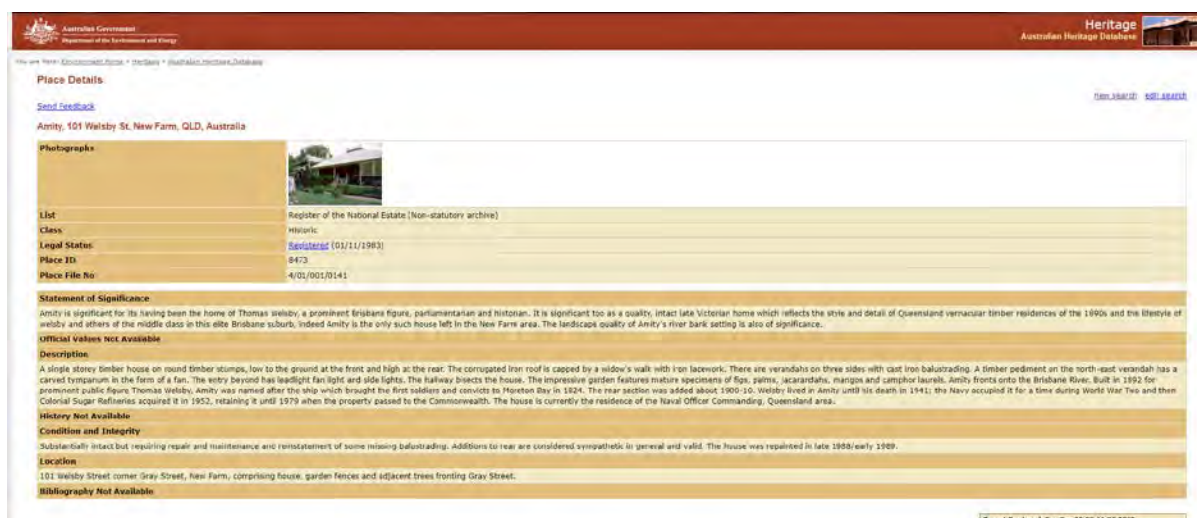 Australian Government
Department of the Environment and Energy
Heritage
Australian Heritage Database
You are here: Environment Home > Heritage > Australian Heritage Database
Place Details
new search edit search
Send Feedback
Amity, 101 Welsby St, New Farm, QLD, Australia
Photographs
List Register of the National Estate (Non-statutory archive)
Class Historic
Legal Status Registered (01/11/1983)
Place ID 8473
Place File No 4/01/001/0141
Statement of Significance
Amity is significant for its having been the home of Thomas Welsby, a prominent Brisbane figure, parliamentarian and historian. It is significant too as a quality, intact late Victorian home which reflects the style and detail of Queensland vernacular timber residences of the 1890s and the lifestyle of
Welsby and others of the middle class in this elite Brisbane suburb, indeed Amity is the only such house left in the New Farm area. The landscape quality of Amity's river bank setting is also of significance.
Official Values Not Available
Description
A single storey timber house on round timber stumps, low to the ground at the front and high at the rear. The corrugated iron roof is capped by a widow's walk with iron lacework. There are verandahs on three sides with cast iron balustrading. A timber pediment on the north-east verandah has a
carved tympanum in the form of a fan. The entry beyond has leadlight fan light and side lights. The hallway bisects the house. The impressive garden features mature specimens of figs, palms, jacarandahs, mangos and camphor laurels. Amity fronts onto the Brisbane River. Built in 1892 for
prominent public figure Thomas Welsby, Amity was named after the ship which brought the first soldiers and convicts to Moreton Bay in 1824. The rear section was added about 1900-10. Welsby lived in Amity until his death in 1941; the Navy occupied it for a time during World War Two and then
Colonial Sugar Refineries acquired it in 1952, retaining it until 1979 when the property passed to the Commonwealth. The house is currently the residence of the Naval Officer Commanding, Queensland area.
History Not Available
Condition and Integrity
Substantially intact but requiring repair and maintenance and reinstatement of some missing balustrading. Additions to rear are considered sympathetic in general and valid. The house was repainted in late 1988/early 1989.
Location
101 Welsby Street corner Gray Street, New Farm, comprising house, garden fences and adjacent trees fronting Gray Street.
Bibliography Not Available